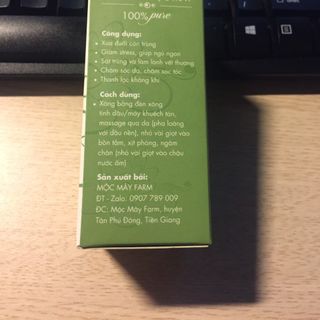 100% pure
Công dụng:
• Xua đuổi côn trùng
• Giảm stress, giúp ngủ ngon
• Sát trùng và làm lành vết thương
• Chăm sóc da, chăm sóc tóc
• Thanh lọc không khí
Cách dùng:
• Xông bằng đèn xông
tinh dầu/máy khuếch tán,
massage qua da (pha loãng
với dầu nền), nhỏ vài giọt vào
bồn tắm, xịt phòng, ngâm
chân (nhỏ vài giọt vào chậu
nước ấm)
Sản xuất bởi:
MỘC MÂY FARM
ĐT - Zalo: 0907 789 009
ĐC: Mộc Mây Farm, huyện
Tân Phú Đông, Tiền Giang